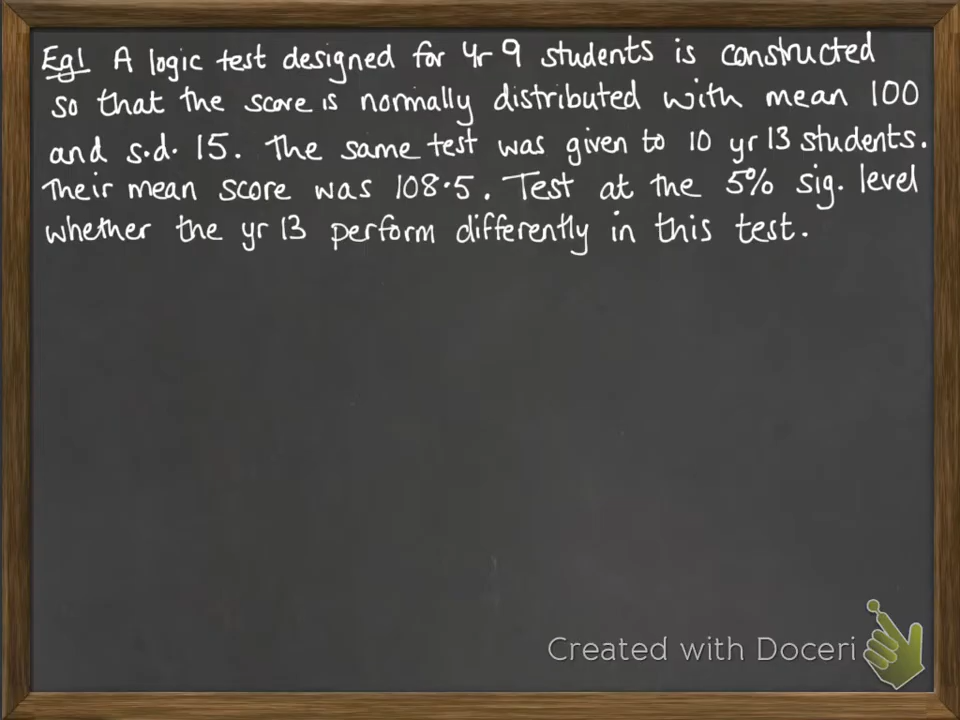 Eg1 A logic test designed for Yr 9 students is constructed
so that the score is normally distributed with mean 100
and s.d. 15. The same test was given to 10 yr 13 students.
Their mean score was 108.5. Test at the 5% sig. level
whether the yr 13 perform differently in this test.
Created with Doceri